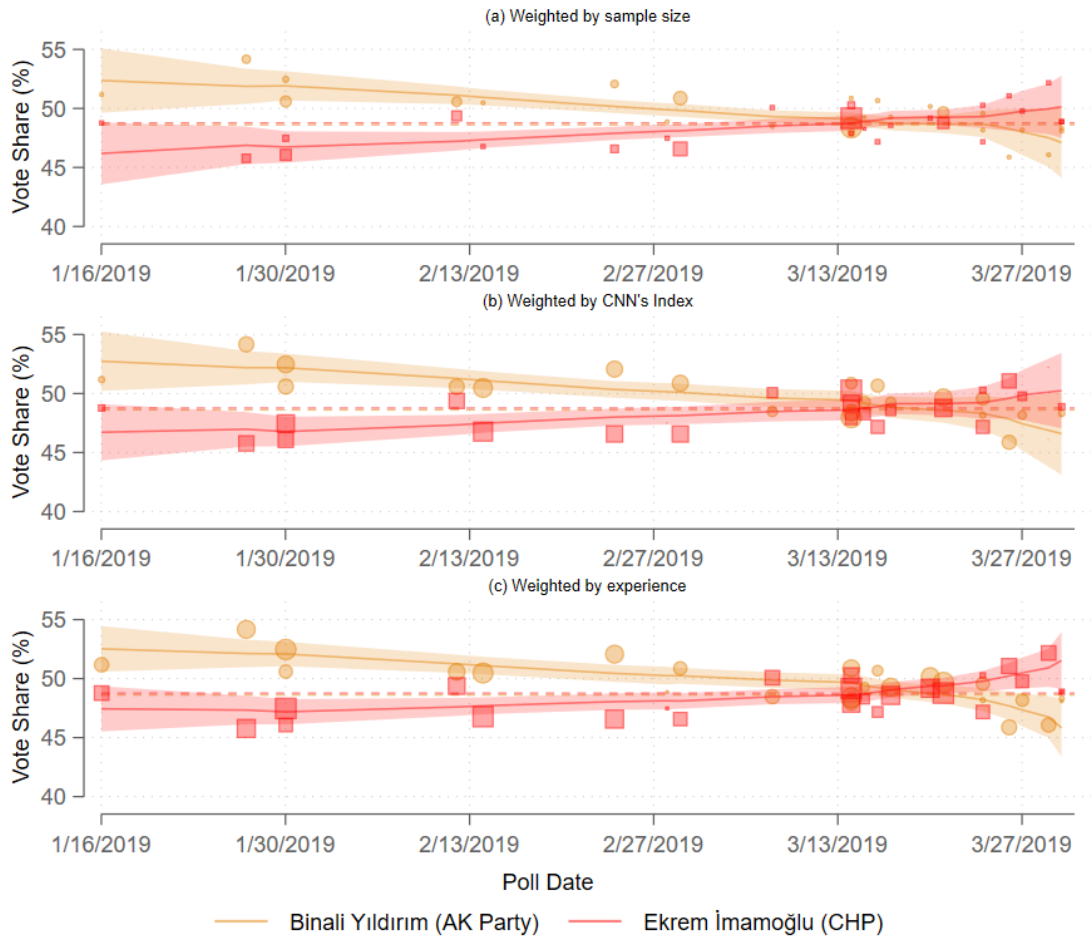 (a) Weighted by sample size
Vote Share (%)
55
50
45
40
1/16/2019 1/30/2019 2/13/2019 2/27/2019 3/13/2019 3/27/2019
(b) Weighted by CNN's Index
Vote Share (%)
55
50
45
40
1/16/2019 1/30/2019 2/13/2019 2/27/2019 3/13/2019 3/27/2019
(c) Weighted by experience
Vote Share (%)
55
50
45
40
1/16/2019 1/30/2019 2/13/2019 2/27/2019 3/13/2019 3/27/2019
Poll Date
Binali Yıldırım (AK Party) Ekrem İmamoğlu (CHP)